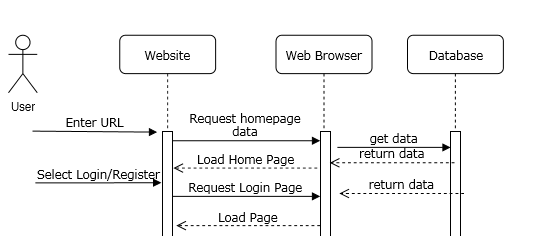 Website
Web Browser
Database
User
Enter URL
Request homepage
data
get data
return data
Load Home Page
Select Login/Register
Request Login Page
return data
Load Page